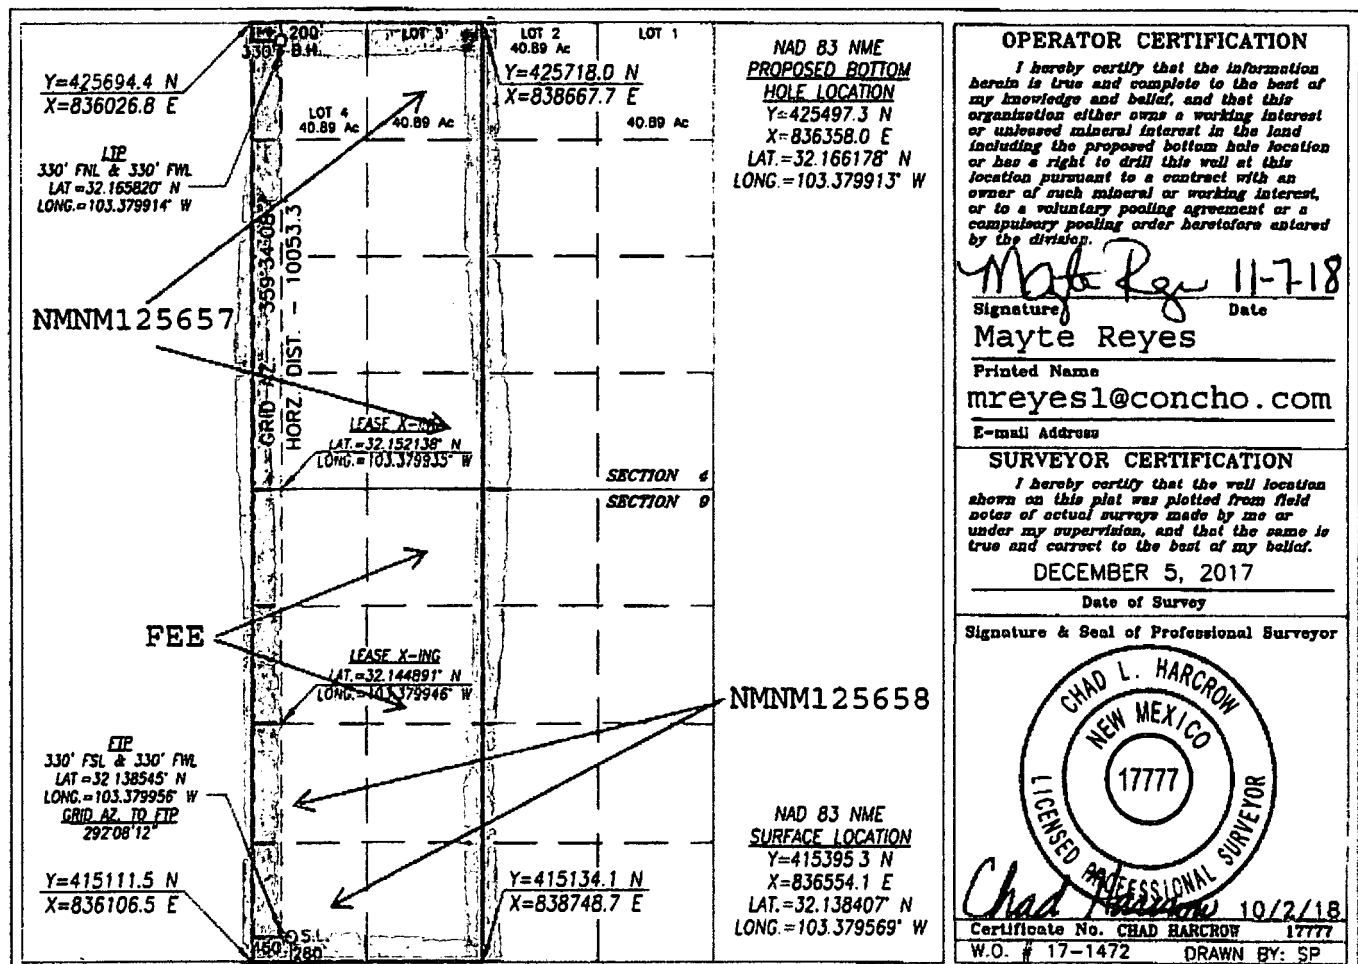 200'
330'
B.H.
LOT 3
LOT 2
40.89 Ac
LOT 1
Y=425694.4 N
X=836026.8 E
Y=425718.0 N
X=838667.7 E
LOT 4
40.89 Ac
40.89 Ac
40.89 Ac
LTP
330' FNL & 330' FWL
LAT=32.165820° N
LONG.=103.379914° W
NAD 83 NME
PROPOSED BOTTOM
HOLE LOCATION
Y=425497.3 N
X=836358.0 E
LAT.=32.166178° N
LONG.=103.379913° W
GRID AZ. - 359°34'08"
HORZ. DIST. - 10053.3
NMNM125657
LEASE X-ING
LAT.=32.152138° N
LONG.=103.379935° W
SECTION 4
SECTION 9
FEE
LEASE X-ING
LAT.=32.144891° N
LONG.=103.379946° W
NMNM125658
FTP
330' FSL & 330' FWL
LAT=32 138545° N
LONG.=103.379956° W
GRID AZ. TO FTP
292°08'12"
NAD 83 NME
SURFACE LOCATION
Y=415395 3 N
X=836554.1 E
LAT.=32.138407° N
LONG.=103.379569° W
Y=415111.5 N
X=836106.5 E
Y=415134.1 N
X=838748.7 E
S.L.
280'
OPERATOR CERTIFICATION
I hereby certify that the information
herein is true and complete to the best of
my knowledge and belief, and that this
organization either owns a working interest
or unleased mineral interest in the land
including the proposed bottom hole location
or has a right to drill this well at this
location pursuant to a contract with an
owner of such mineral or working interest,
or to a voluntary pooling agreement or a
compulsory pooling order heretofore entered
by the division.
Mayte Reyes 11-7-18
Signature Date
Mayte Reyes
Printed Name
mreyes1@concho.com
E-mail Address
SURVEYOR CERTIFICATION
I hereby certify that the well location
shown on this plat was plotted from field
notes of actual surveys made by me or
under my supervision, and that the same is
true and correct to the best of my belief.
DECEMBER 5, 2017
Date of Survey
Signature & Seal of Professional Surveyor
CHAD L. HARCROW
NEW MEXICO
17777
LICENSED PROFESSIONAL SURVEYOR
Chad Harcrow 10/2/18
Certificate No. CHAD HARCROW 17777
W.O. # 17-1472 DRAWN BY: SP